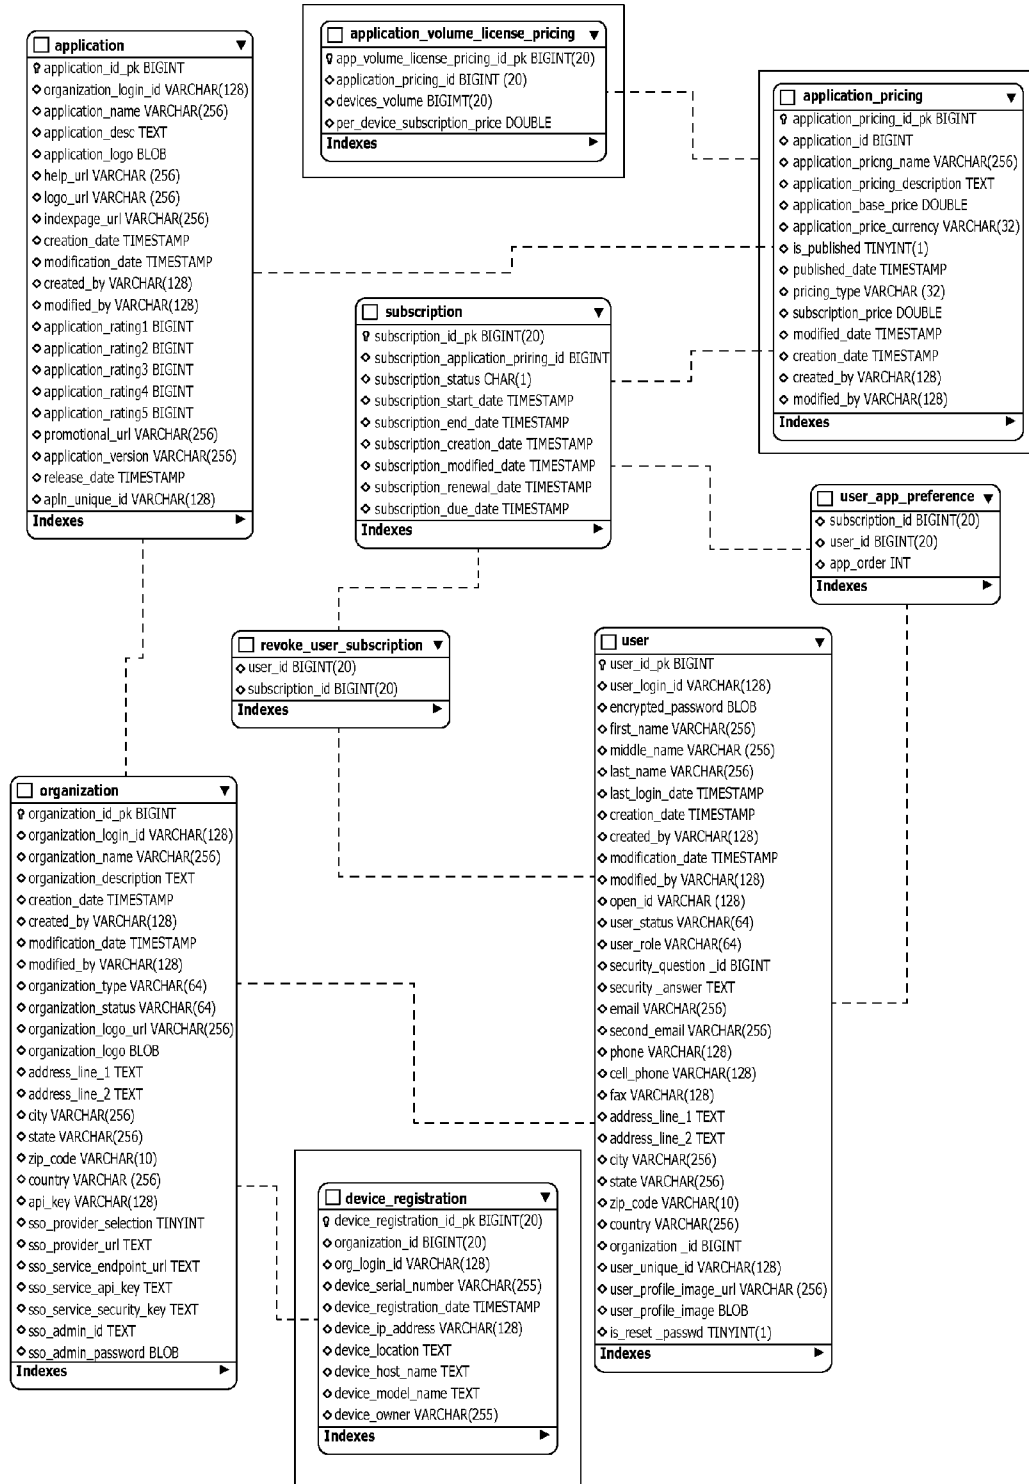 application
application_id_pk BIGINT
organization_login_id VARCHAR(128)
application_name VARCHAR(256)
application_desc TEXT
application_logo BLOB
help_url VARCHAR (256)
logo_url VARCHAR (256)
indexpage_url VARCHAR(256)
creation_date TIMESTAMP
modification_date TIMESTAMP
created_by VARCHAR(128)
modified_by VARCHAR(128)
application_rating1 BIGINT
application_rating2 BIGINT
application_rating3 BIGINT
application_rating4 BIGINT
application_rating5 BIGINT
promotional_url VARCHAR(256)
application_version VARCHAR(256)
release_date TIMESTAMP
apln_unique_id VARCHAR(128)
Indexes
application_volume_license_pricing
app_volume_license_pricing_id_pk BIGINT(20)
application_pricing_id BIGINT (20)
devices_volume BIGIMT(20)
per_device_subscription_price DOUBLE
Indexes
application_pricing
application_pricing_id_pk BIGINT
application_id BIGINT
application_pricng_name VARCHAR(256)
application_pricing_description TEXT
application_base_price DOUBLE
application_price_currency VARCHAR(32)
is_published TINYINT(1)
published_date TIMESTAMP
pricing_type VARCHAR (32)
subscription_price DOUBLE
modified_date TIMESTAMP
creation_date TIMESTAMP
created_by VARCHAR(128)
modified_by VARCHAR(128)
Indexes
subscription
subscription_id_pk BIGINT(20)
subscription_application_priring_id BIGINT
subscription_status CHAR(1)
subscription_start_date TIMESTAMP
subscription_end_date TIMESTAMP
subscription_creation_date TIMESTAMP
subscription_modified_date TIMESTAMP
subscription_renewal_date TIMESTAMP
subscription_due_date TIMESTAMP
Indexes
user_app_preference
subscription_id BIGINT(20)
user_id BIGINT(20)
app_order INT
Indexes
revoke_user_subscription
user_id BIGINT(20)
subscription_id BIGINT(20)
Indexes
user
user_id_pk BIGINT
user_login_id VARCHAR(128)
encrypted_password BLOB
first_name VARCHAR(256)
middle_name VARCHAR (256)
last_name VARCHAR(256)
last_login_date TIMESTAMP
creation_date TIMESTAMP
created_by VARCHAR(128)
modification_date TIMESTAMP
modified_by VARCHAR(128)
open_id VARCHAR (128)
user_status VARCHAR(64)
user_role VARCHAR(64)
security_question _id BIGINT
security _answer TEXT
email VARCHAR(256)
second_email VARCHAR(256)
phone VARCHAR(128)
cell_phone VARCHAR(128)
fax VARCHAR(128)
address_line_1 TEXT
address_line_2 TEXT
city VARCHAR(256)
state VARCHAR(256)
zip_code VARCHAR(10)
country VARCHAR(256)
organization _id BIGINT
user_unique_id VARCHAR(128)
user_profile_image_url VARCHAR (256)
user_profile_image BLOB
is_reset _passwd TINYINT(1)
Indexes
organization
organization_id_pk BIGINT
organization_login_id VARCHAR(128)
organization_name VARCHAR(256)
organization_description TEXT
creation_date TIMESTAMP
created_by VARCHAR(128)
modification_date TIMESTAMP
modified_by VARCHAR(128)
organization_type VARCHAR(64)
organization_status VARCHAR(64)
organization_logo_url VARCHAR(256)
organization_logo BLOB
address_line_1 TEXT
address_line_2 TEXT
city VARCHAR(256)
state VARCHAR(256)
zip_code VARCHAR(10)
country VARCHAR (256)
api_key VARCHAR(128)
sso_provider_selection TINYINT
sso_provider_url TEXT
sso_service_endpoint_url TEXT
sso_service_api_key TEXT
sso_service_security_key TEXT
sso_admin_id TEXT
sso_admin_password BLOB
Indexes
device_registration
device_registration_id_pk BIGINT(20)
organization_id BIGINT(20)
org_login_id VARCHAR(128)
device_serial_number VARCHAR(255)
device_registration_date TIMESTAMP
device_ip_address VARCHAR(128)
device_location TEXT
device_host_name TEXT
device_model_name TEXT
device_owner VARCHAR(255)
Indexes